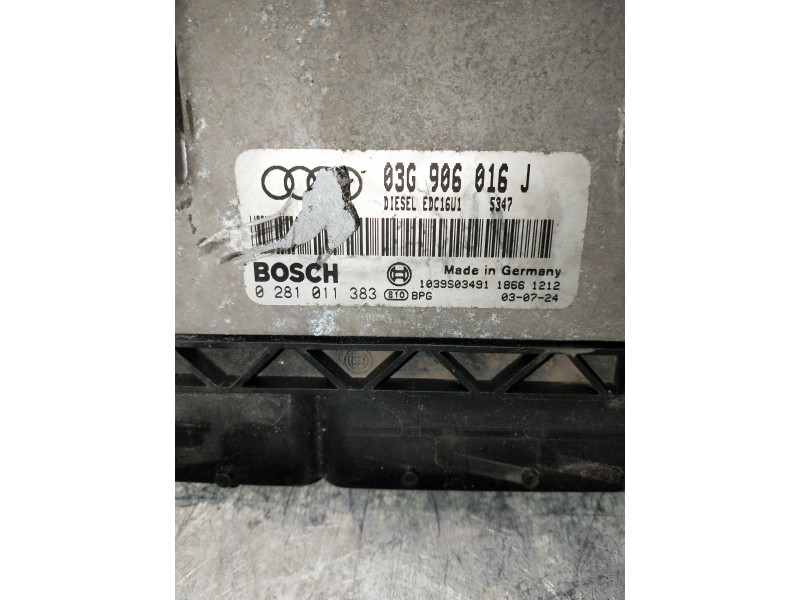 03G 906 016 J
DIESEL EDC16U1 5347
BOSCH
Made in Germany
0 281 011 383 810 BPG 1039S03491 1866 1212
03-07-24